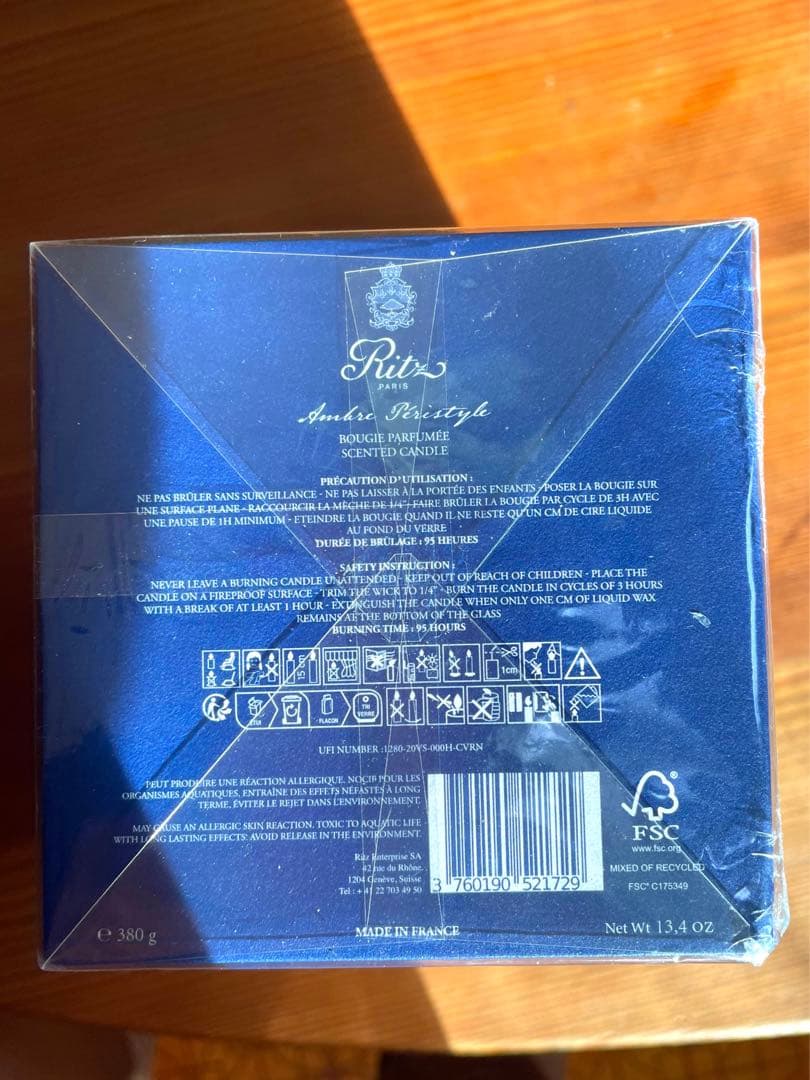 Ritz
PARIS
Ambre Péristyle
BOUGIE PARFUMÉE
SCENTED CANDLE
PRÉCAUTION D'UTILISATION :
NE PAS BRÛLER SANS SURVEILLANCE - NE PAS LAISSER À LA PORTÉE DES ENFANTS - POSER LA BOUGIE SUR
UNE SURFACE PLANE - RACCOURCIR LA MÈCHE DE 1/4" - FAIRE BRÛLER LA BOUGIE PAR CYCLE DE 3H AVEC
UNE PAUSE DE 1H MINIMUM - ETEINDRE LA BOUGIE QUAND IL NE RESTE QU'UN CM DE CIRE LIQUIDE
AU FOND DU VERRE
DURÉE DE BRÛLAGE : 95 HEURES
SAFETY INSTRUCTION :
NEVER LEAVE A BURNING CANDLE UNATTENDED - KEEP OUT OF REACH OF CHILDREN - PLACE THE
CANDLE ON A FIREPROOF SURFACE - TRIM THE WICK TO 1/4" - BURN THE CANDLE IN CYCLES OF 3 HOURS
WITH A BREAK OF AT LEAST 1 HOUR - EXTINGUISH THE CANDLE WHEN ONLY ONE CM OF LIQUID WAX
REMAINS AT THE BOTTOM OF THE GLASS
BURNING TIME : 95 HOURS
1cm
FLACON
TRI
VERRE
UFI NUMBER :1280-20VS-000H-CVRN
PEUT PRODUIRE UNE RÉACTION ALLERGIQUE. NOCIF POUR LES
ORGANISMES AQUATIQUES, ENTRAÎNE DES EFFETS NÉFASTES À LONG
TERME, ÉVITER LE REJET DANS L'ENVIRONNEMENT.
MAY CAUSE AN ALLERGIC SKIN REACTION. TOXIC TO AQUATIC LIFE
WITH LONG LASTING EFFECTS: AVOID RELEASE IN THE ENVIRONMENT.
Ritz Enterprise SA
42 rue du Rhône,
1204 Genève, Suisse
Tel : + 41 22 703 49 50
3 760190 521729
®
FSC
www.fsc.org
MIXED OF RECYCLED
FSC® C175349
e 380 g
MADE IN FRANCE
Net Wt 13,4 OZ